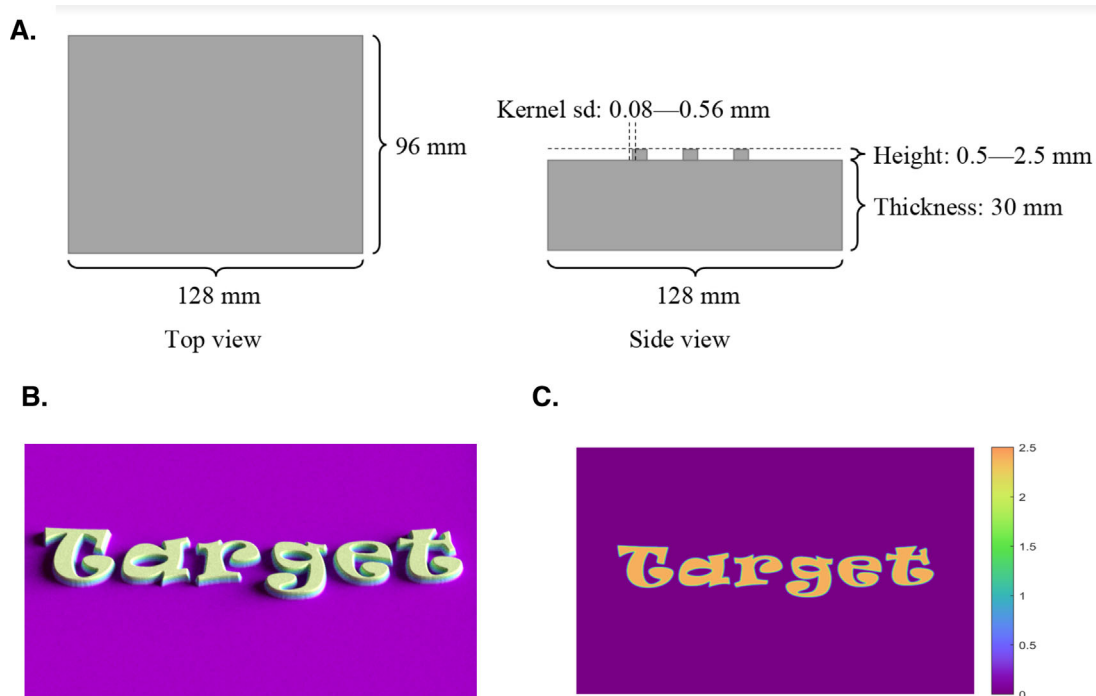 A.
96 mm
128 mm
Top view
Kernel sd: 0.08—0.56 mm
Height: 0.5—2.5 mm
Thickness: 30 mm
128 mm
Side view
B.
Target
C.
Target
2.5
2
1.5
1
0.5
0